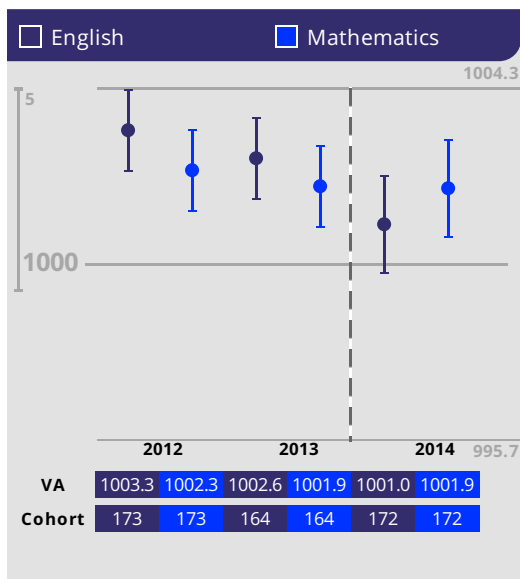 English Mathematics
1004.3
5
1000
995.7
2012 2013 2014
VA 1003.3 1002.3 1002.6 1001.9 1001.0 1001.9
Cohort 173 173 164 164 172 172